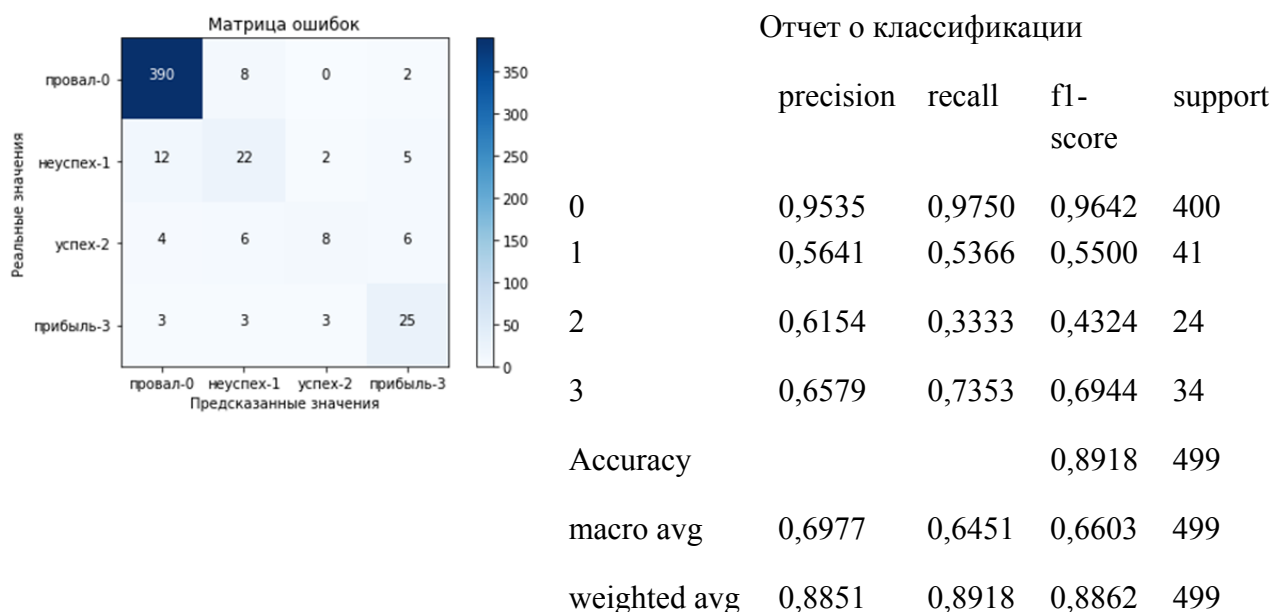 Матрица ошибок
провал-0 390 8 0 2
неуспех-1 12 22 2 5
успех-2 4 6 8 6
прибыль-3 3 3 3 25
провал-0 неуспех-1 успех-2 прибыль-3
Предсказанные значения
Реальные значения
350
300
250
200
150
100
50
0
Отчет о классификации
precision recall f1-
score support
0 0,9535 0,9750 0,9642 400
1 0,5641 0,5366 0,5500 41
2 0,6154 0,3333 0,4324 24
3 0,6579 0,7353 0,6944 34
Accuracy 0,8918 499
macro avg 0,6977 0,6451 0,6603 499
weighted avg 0,8851 0,8918 0,8862 499